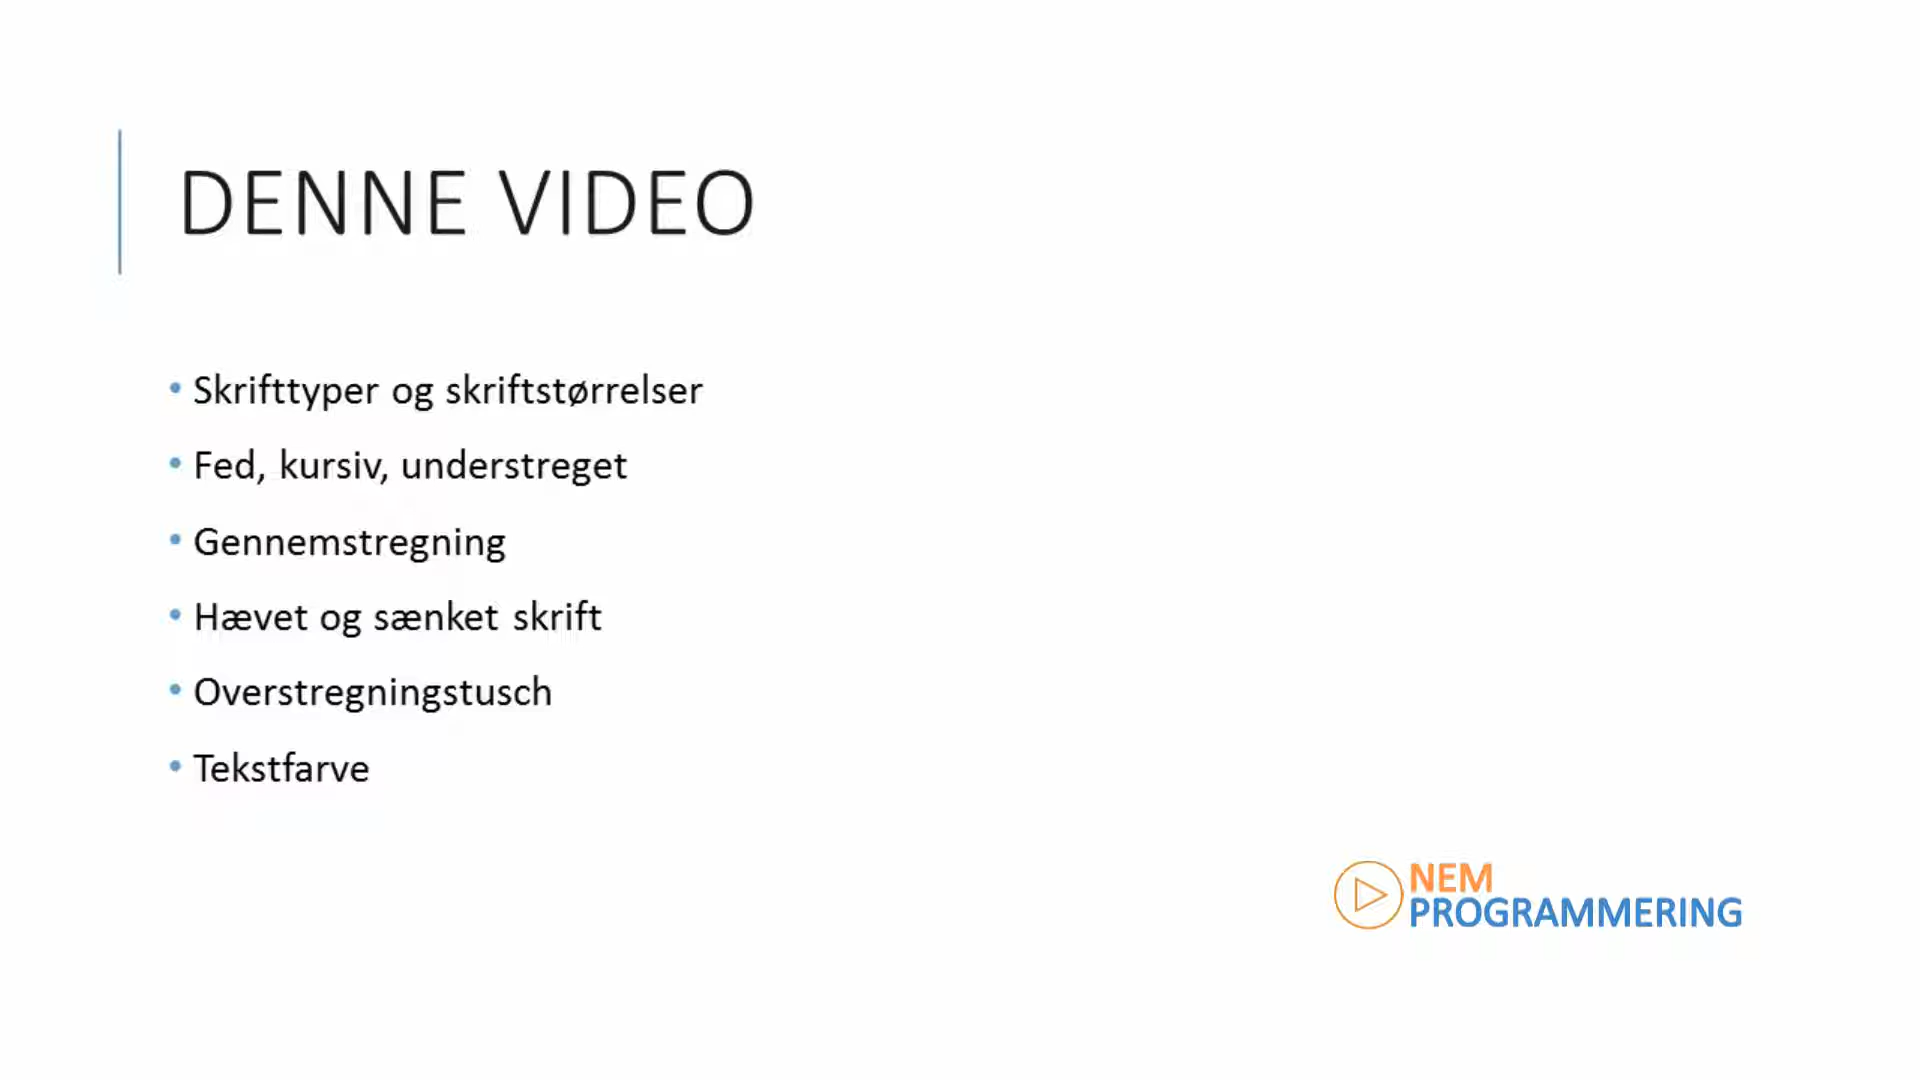 DENNE VIDEO
• Skrifttyper og skriftstørrelser
• Fed, kursiv, understreget
• Gennemstregning
• Hævet og sænket skrift
• Overstregningstusch
• Tekstfarve
NEM
PROGRAMMERING